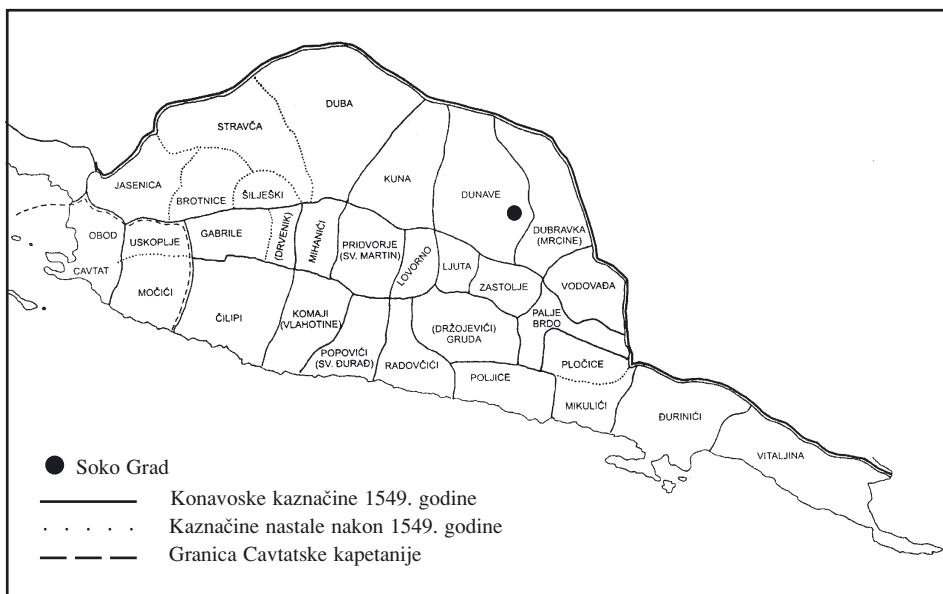 DUBA
STRAVČA
JASENICA
BROTNICE
ŠILJEŠKI
KUNA
DUNAVE
DUBRAVKA
(MRCINE)
OBOD
CAVTAT
USKOPLJE
GABRILE
(DRVENIK)
MIHANIĆI
PRIDVORJE
(SV. MARTIN)
LOVORNO
LJUTA
ZASTOLJE
VODOVAĐA
MOČIĆI
ČILIPI
KOMAJI
(VLAHOTINE)
POPOVIĆI
(SV. ĐURAĐ)
RADOVČIĆI
(DRŽOJEVIĆI)
GRUDA
PALJE
BRDO
PLOČICE
POLJICE
MIKULIĆI
ĐURINIĆI
VITALJINA
Soko Grad
Konavoske kaznačine 1549. godine
Kaznačine nastale nakon 1549. godine
Granica Cavtatske kapetanije